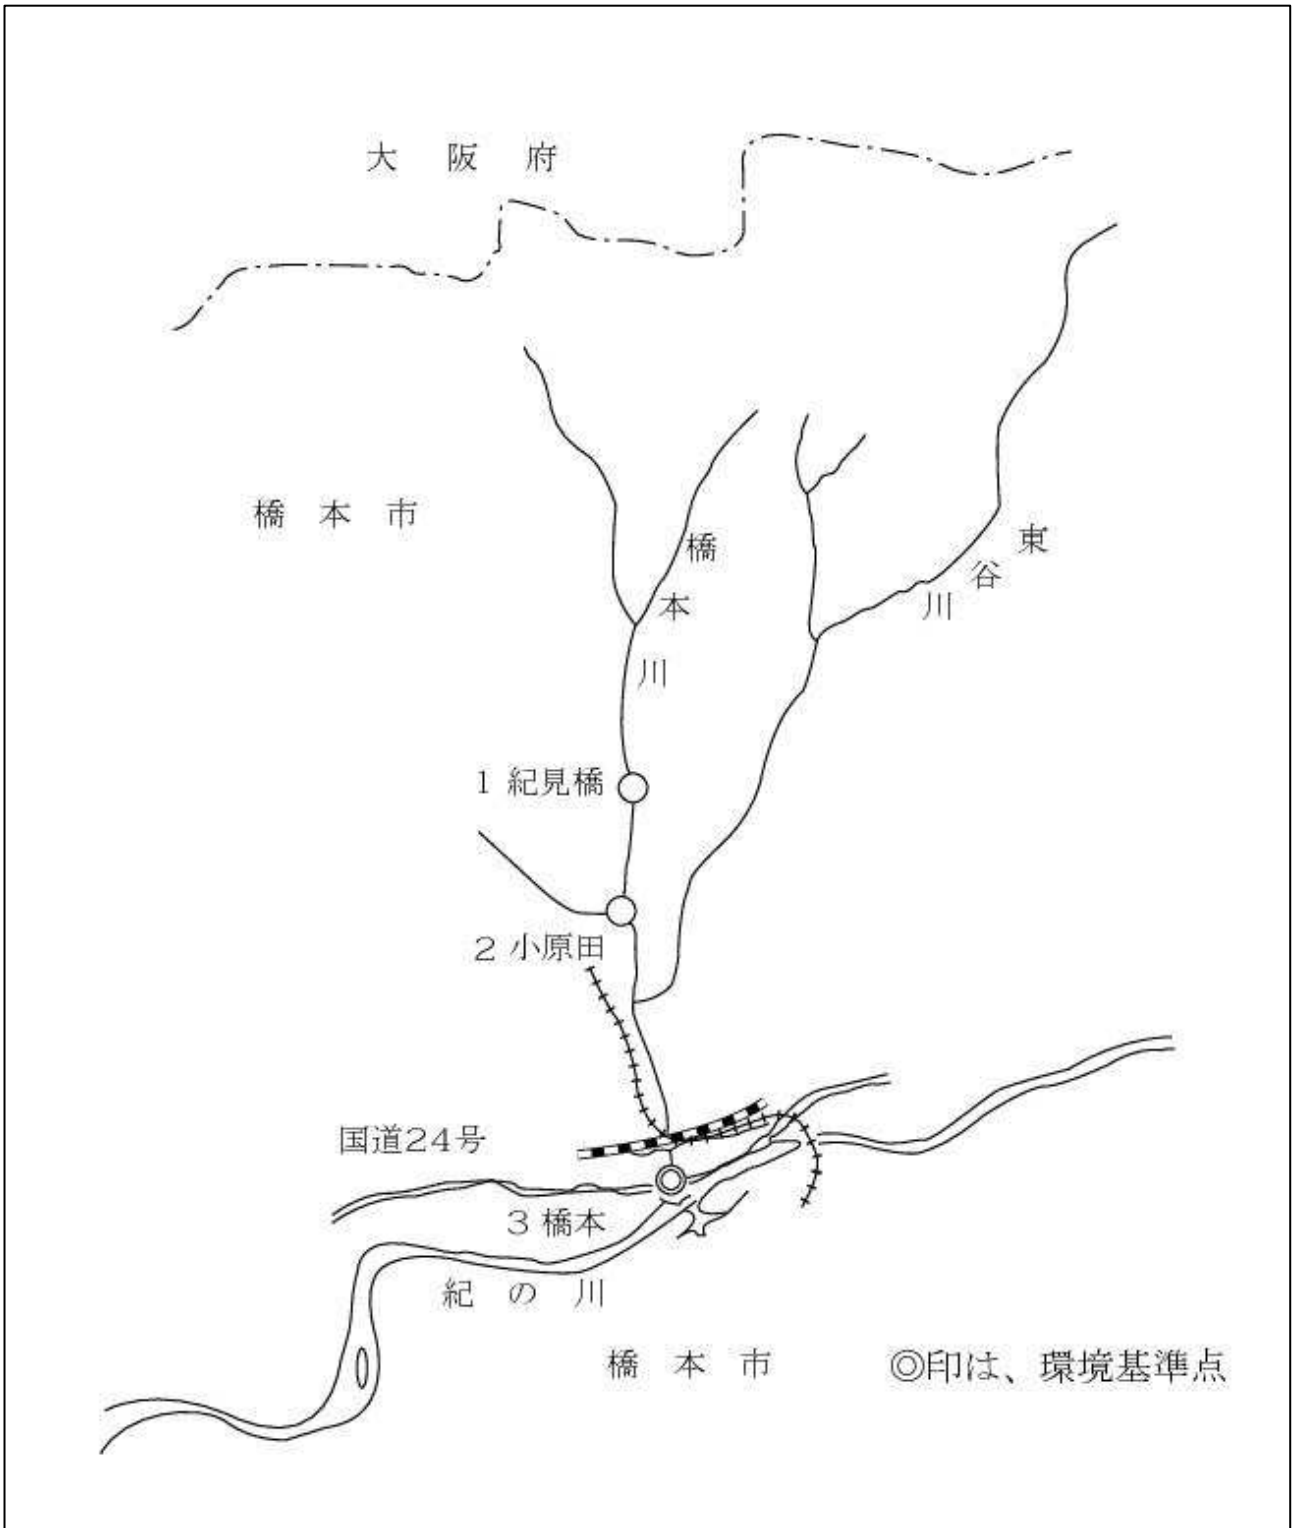 大阪府
橋本市
橋本川
東谷川
1 紀見橋
2 小原田
国道24号
3 橋本
紀の川
橋本市
◎印は、環境基準点